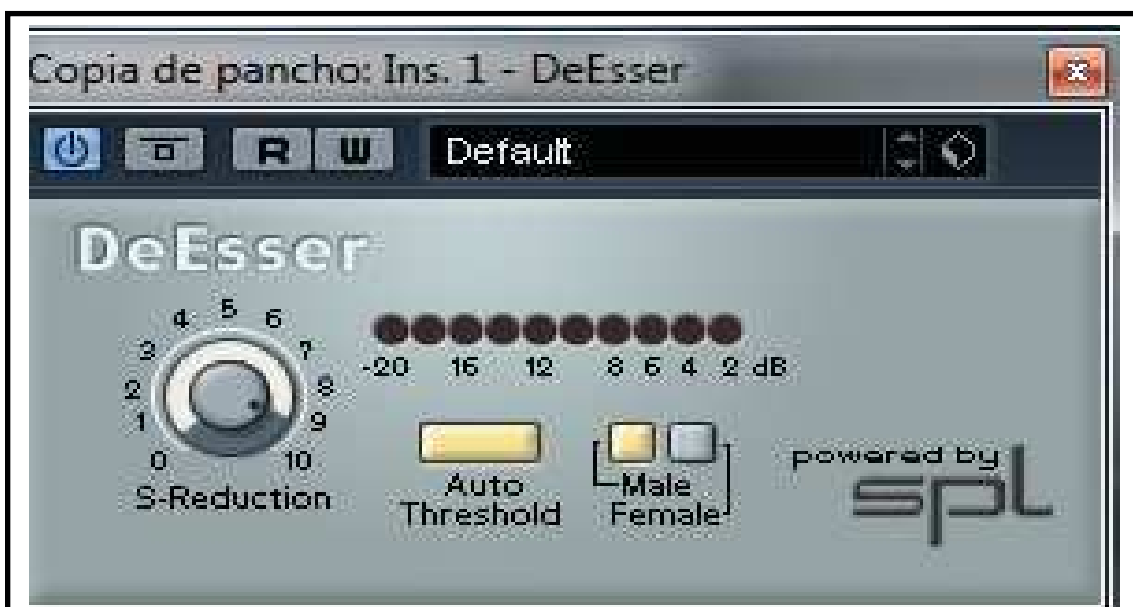 Copia de pancho: Ins. 1 - DeEsser
R W Default
DeEsser
0 1 2 3 4 5 6 7 8 9 10
S-Reduction
-20 16 12 8 6 4 2 dB
Auto
Threshold
Male
Female
powered by
spl